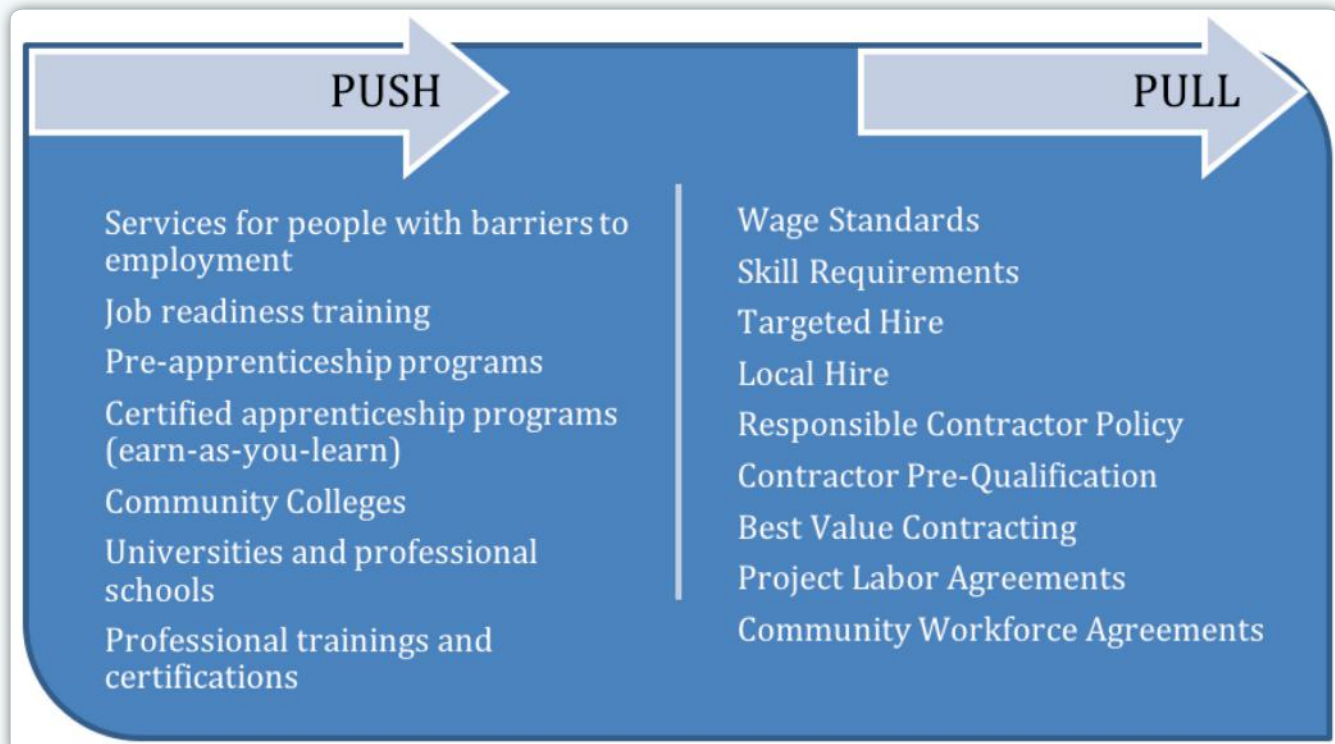 PUSH
Services for people with barriers to
employment
Job readiness training
Pre-apprenticeship programs
Certified apprenticeship programs
(earn-as-you-learn)
Community Colleges
Universities and professional
schools
Professional trainings and
certifications
PULL
Wage Standards
Skill Requirements
Targeted Hire
Local Hire
Responsible Contractor Policy
Contractor Pre-Qualification
Best Value Contracting
Project Labor Agreements
Community Workforce Agreements